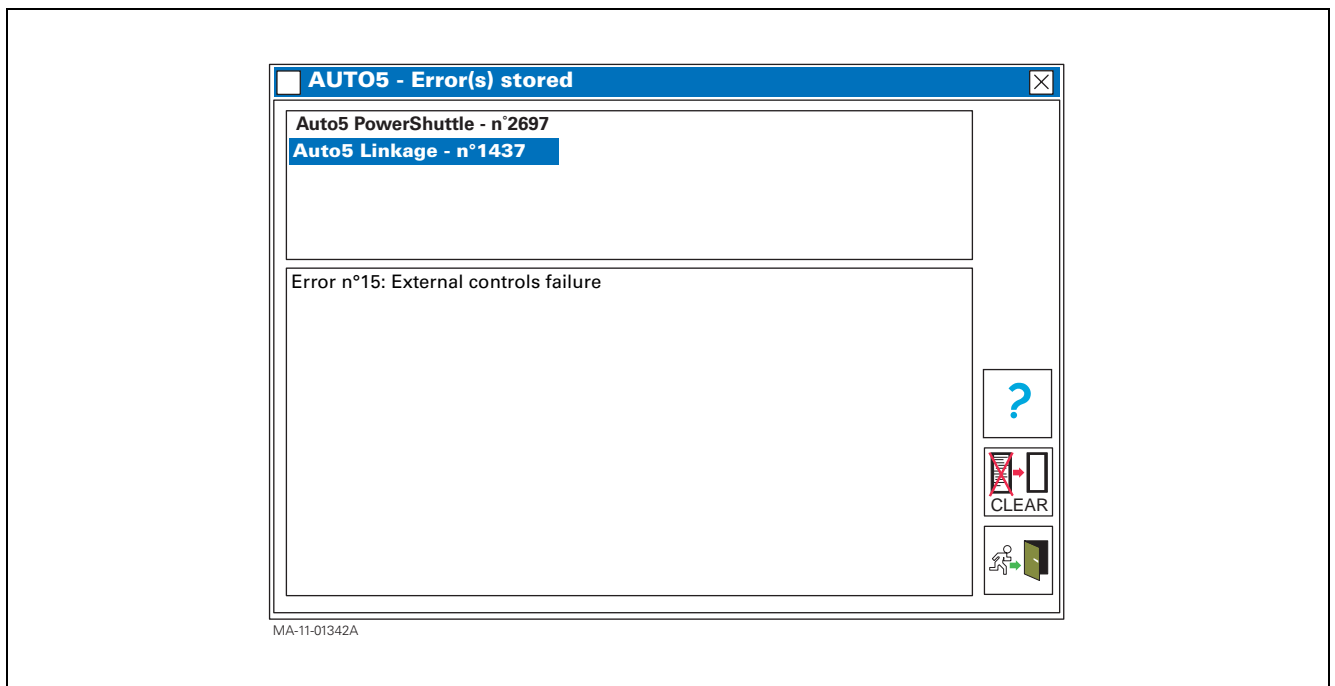 AUTO5 - Error(s) stored
Auto5 PowerShuttle - n°2697
Auto5 Linkage - n°1437
Error n°15: External controls failure
?
CLEAR
MA-11-01342A